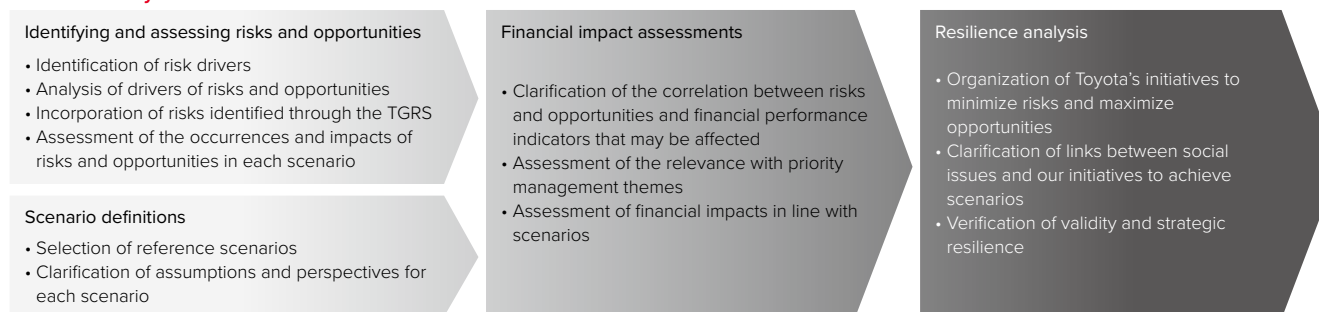 Identifying and assessing risks and opportunities
• Identification of risk drivers
• Analysis of drivers of risks and opportunities
• Incorporation of risks identified through the TGRS
• Assessment of the occurrences and impacts of
risks and opportunities in each scenario
Scenario definitions
• Selection of reference scenarios
• Clarification of assumptions and perspectives for
each scenario
Financial impact assessments
• Clarification of the correlation between risks
and opportunities and financial performance
indicators that may be affected
• Assessment of the relevance with priority
management themes
• Assessment of financial impacts in line with
scenarios
Resilience analysis
• Organization of Toyota’s initiatives to
minimize risks and maximize
opportunities
• Clarification of links between social
issues and our initiatives to achieve
scenarios
• Verification of validity and strategic
resilience